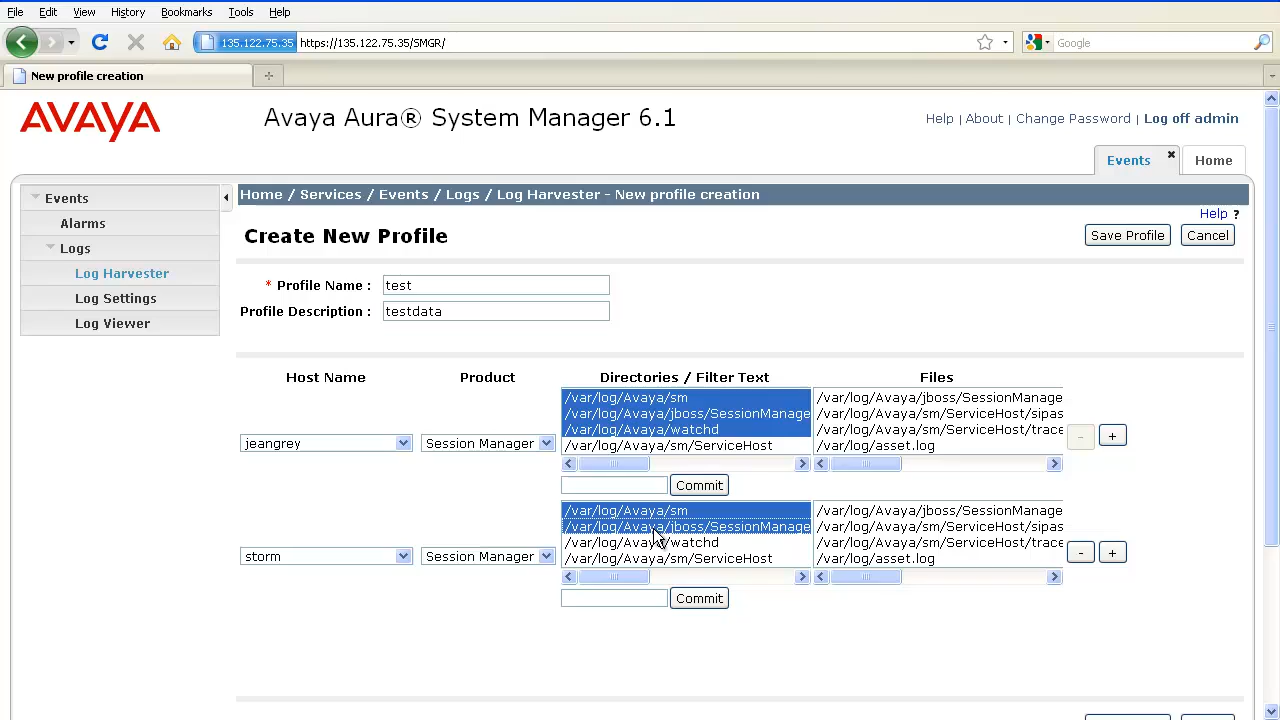 File Edit View History Bookmarks Tools Help
135.122.75.35 https://135.122.75.35/SMGR/ Google
New profile creation
AVAYA Avaya Aura® System Manager 6.1 Help | About | Change Password | Log off admin
Events Home
Events Home / Services / Events / Logs / Log Harvester - New profile creation
Help ?
Alarms
Create New Profile Save Profile Cancel
Logs
Log Harvester
* Profile Name : test
Log Settings
Profile Description : testdata
Log Viewer
Host Name Product Directories / Filter Text Files
/var/log/Avaya/sm /var/log/Avaya/jboss/SessionManage
/var/log/Avaya/jboss/SessionManage /var/log/Avaya/sm/ServiceHost/sipas
/var/log/Avaya/watchd /var/log/Avaya/sm/ServiceHost/trace
jeangrey Session Manager /var/log/Avaya/sm/ServiceHost /var/log/asset.log - +
Commit
/var/log/Avaya/sm /var/log/Avaya/jboss/SessionManage
/var/log/Avaya/jboss/SessionManage /var/log/Avaya/sm/ServiceHost/sipas
/var/log/Avaya/watchd /var/log/Avaya/sm/ServiceHost/trace
storm Session Manager /var/log/Avaya/sm/ServiceHost /var/log/asset.log - +
Commit